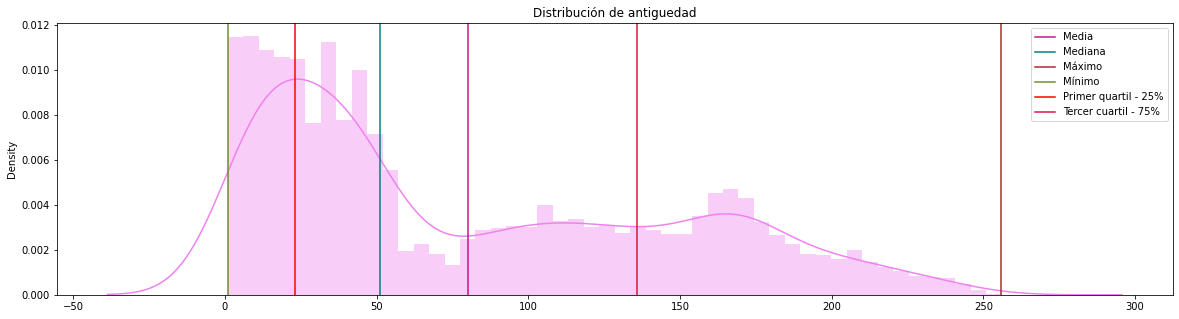 Distribución de antiguedad
Density
0.012
0.010
0.008
0.006
0.004
0.002
0.000
−50
0
50
100
150
200
250
300
Media
Mediana
Máximo
Mínimo
Primer quartil - 25%
Tercer cuartil - 75%